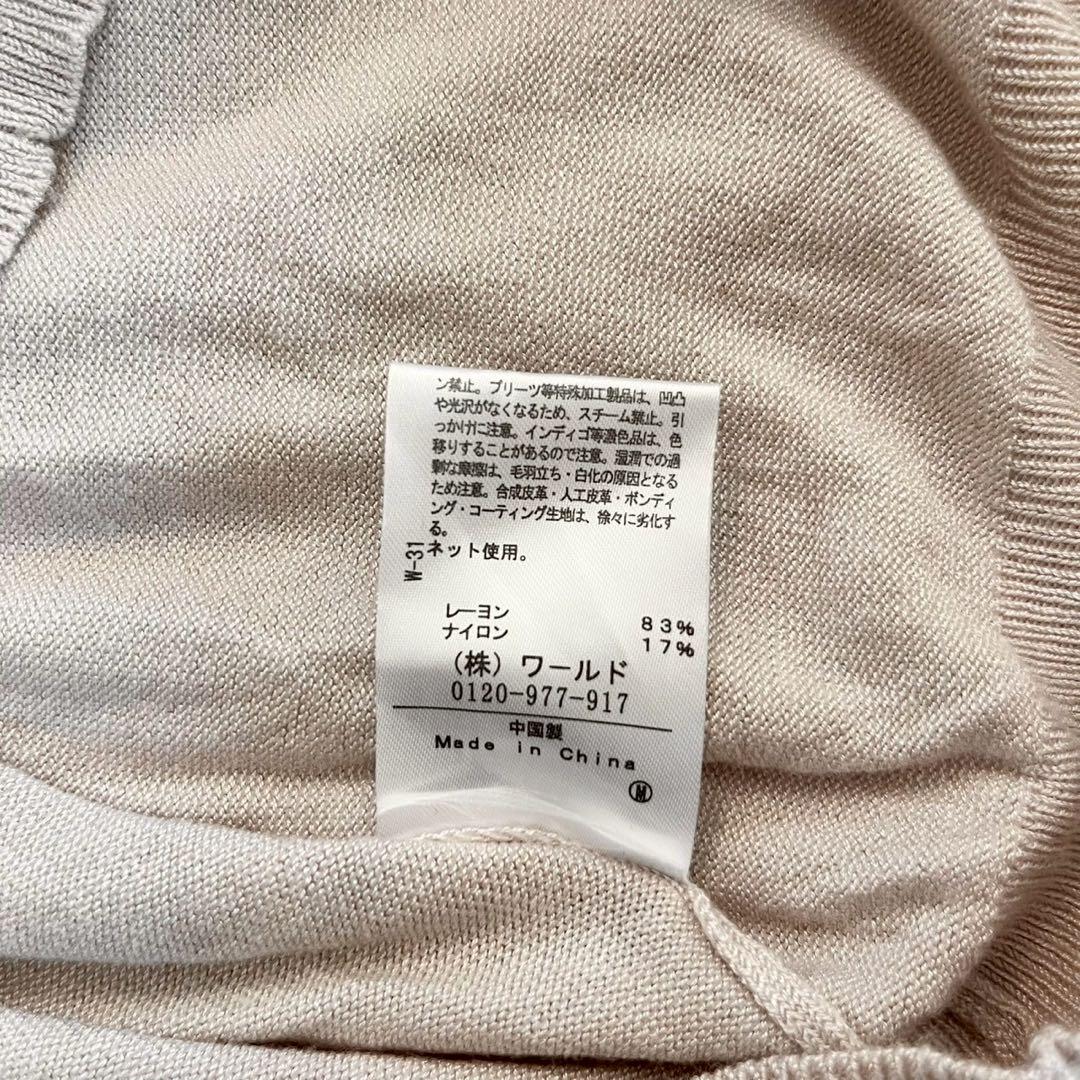 ン禁止。プリーツ等特殊加工製品は、凹凸
や光沢がなくなるため、スチーム禁止。引
っかけに注意。インディゴ等濃色品は、色
移りすることがあるので注意。湿潤での過
剰な摩擦は、毛羽立ち・白化の原因となる
ため注意。合成皮革・人工皮革・ボンディ
ング・コーティング生地は、徐々に劣化す
る。
ネット使用。
W-31
レーヨン 83%
ナイロン 17%
(株)ワールド
0120-977-917
中国製
Made in China
Ⓜ